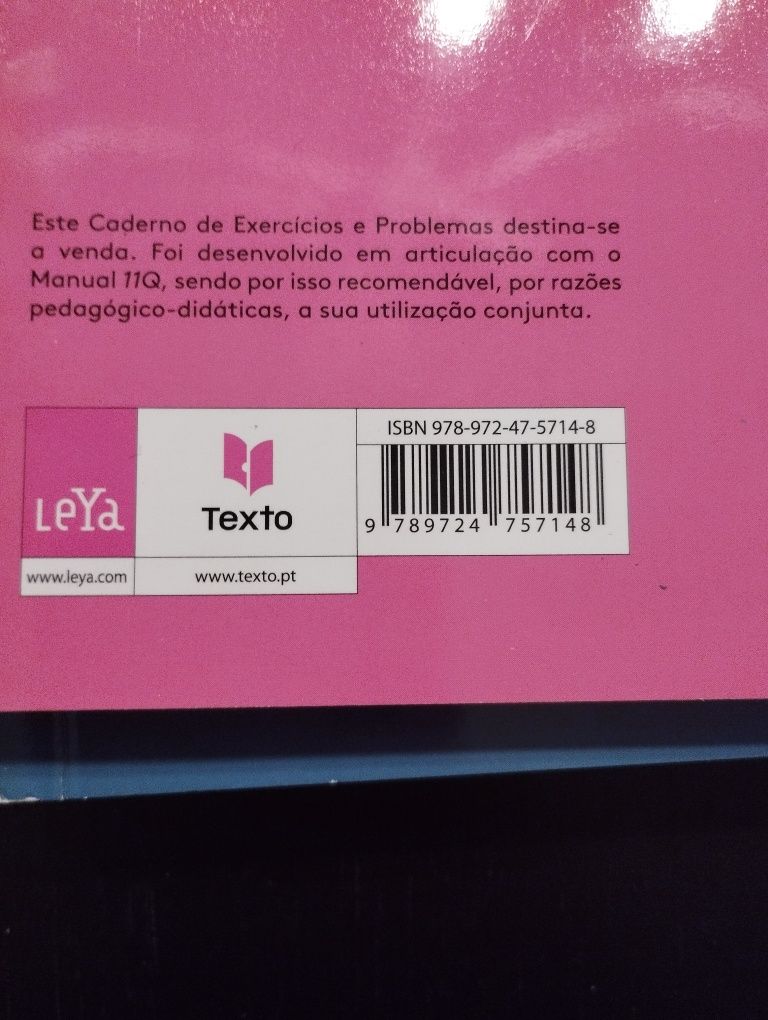 Este Caderno de Exercícios e Problemas destina-se
a venda. Foi desenvolvido em articulação com o
Manual 11Q, sendo por isso recomendável, por razões
pedagógico-didáticas, a sua utilização conjunta.
ISBN 978-972-47-5714-8
LeYa
Texto
9 789724 757148
www.leya.com
www.texto.pt